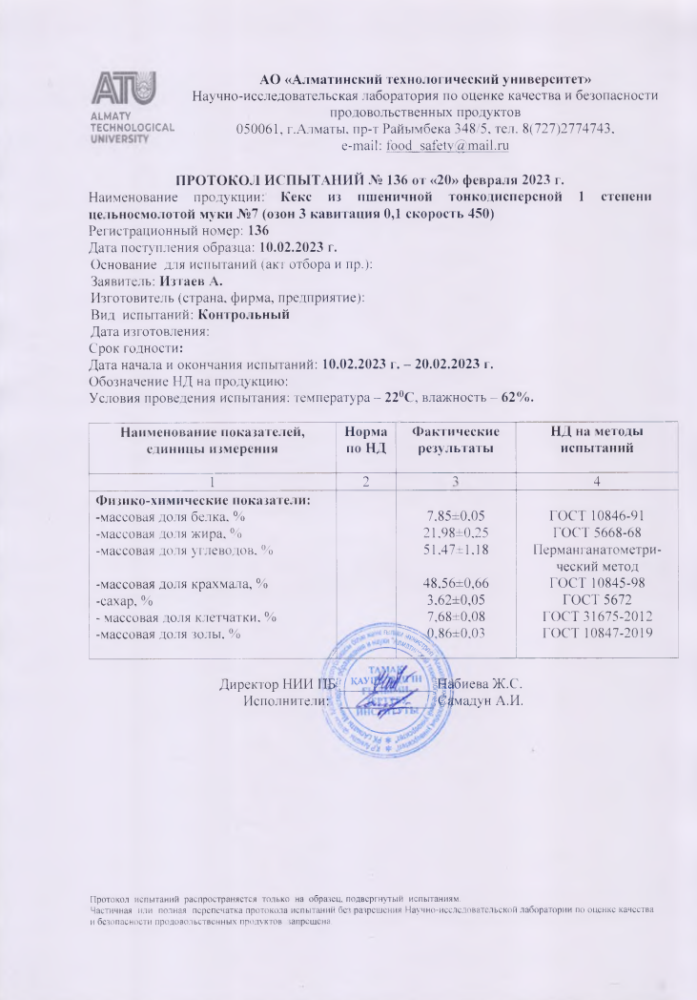 АО «Алматинский технологический университет»
Научно-исследовательская лаборатория по оценке качества и безопасности
продовольственных продуктов
050061, г.Алматы, пр-т Райымбека 348/5, тел. 8(727)2774743,
e-mail: food_safety@mail.ru
ATU
ALMATY
TECHNOLOGICAL
UNIVERSITY
ПРОТОКОЛ ИСПЫТАНИЙ № 136 от «20» февраля 2023 г.
Наименование продукции: Кекс из пшеничной тонкодисперсной 1 степени
цельносмолотой муки №7 (озон 3 кавитация 0,1 скорость 450)
Регистрационный номер: 136
Дата поступления образца: 10.02.2023 г.
Основание для испытаний (акт отбора и пр.):
Заявитель: Изтаев А.
Изготовитель (страна, фирма, предприятие):
Вид испытаний: Контрольный
Дата изготовления:
Срок годности:
Дата начала и окончания испытаний: 10.02.2023 г. – 20.02.2023 г.
Обозначение НД на продукцию:
Условия проведения испытания: температура – 22⁰С, влажность – 62%.
Наименование показателей, единицы измерения Норма по НД Фактические результаты НД на методы испытаний
1 2 3 4
Физико-химические показатели:
-массовая доля белка, % 7,85±0,05 ГОСТ 10846-91
-массовая доля жира, % 21,98±0,25 ГОСТ 5668-68
-массовая доля углеводов, % 51,47±1,18 Перманганатометри-
ческий метод
-массовая доля крахмала, % 48,56±0,66 ГОСТ 10845-98
-сахар, % 3,62±0,05 ГОСТ 5672
- массовая доля клетчатки, % 7,68±0,08 ГОСТ 31675-2012
-массовая доля золы, % 0,86±0,03 ГОСТ 10847-2019
Директор НИИ ПБ Набиева Ж.С.
Исполнители: Самадун А.И.
ТАМАҚ
ИНСТИТУТЫ
Протокол испытаний распространяется только на образец, подвергнутый испытаниям.
Частичная или полная перепечатка протокола испытаний без разрешения Научно-исследовательской лаборатории по оценке качества
и безопасности продовольственных продуктов запрещена